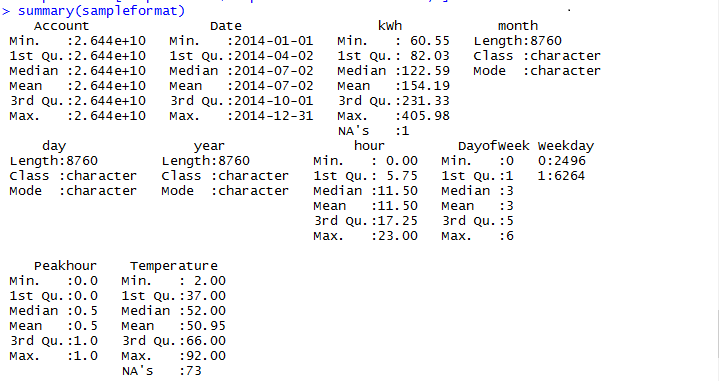 > summary(sampleformat)
Account Date kWh month
Min. :2.644e+10 Min. :2014-01-01 Min. : 60.55 Length:8760
1st Qu.:2.644e+10 1st Qu.:2014-04-02 1st Qu.: 82.03 Class :character
Median :2.644e+10 Median :2014-07-02 Median :122.59 Mode :character
Mean :2.644e+10 Mean :2014-07-02 Mean :154.19
3rd Qu.:2.644e+10 3rd Qu.:2014-10-01 3rd Qu.:231.33
Max. :2.644e+10 Max. :2014-12-31 Max. :405.98
NA's :1
day year hour DayofWeek Weekday
Length:8760 Length:8760 Min. : 0.00 Min. :0 0:2496
Class :character Class :character 1st Qu.: 5.75 1st Qu.:1 1:6264
Mode :character Mode :character Median :11.50 Median :3
Mean :11.50 Mean :3
3rd Qu.:17.25 3rd Qu.:5
Max. :23.00 Max. :6
Peakhour Temperature
Min. :0.0 Min. : 2.00
1st Qu.:0.0 1st Qu.:37.00
Median :0.5 Median :52.00
Mean :0.5 Mean :50.95
3rd Qu.:1.0 3rd Qu.:66.00
Max. :1.0 Max. :92.00
NA's :73